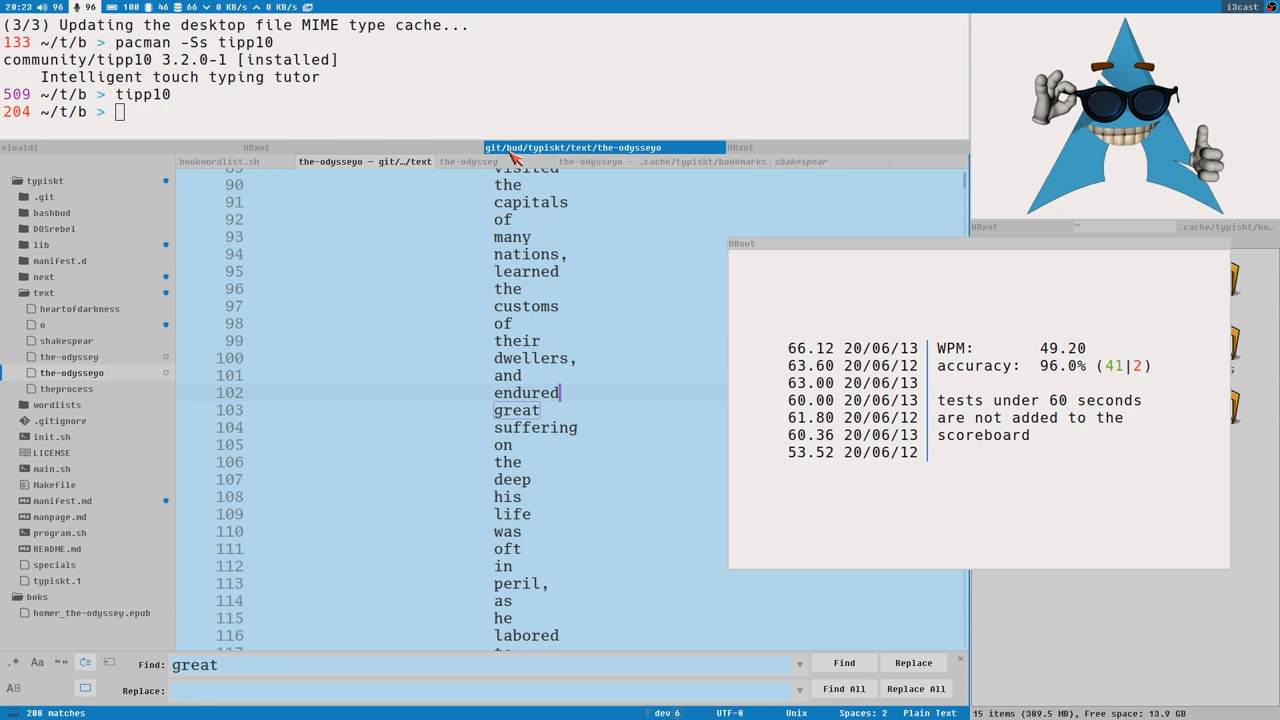 20:23 96 96 100 46 66 0 KB/s 0 KB/s
i3cast
(3/3) Updating the desktop file MIME type cache...
133 ~/t/b > pacman -Ss tipp10
community/tipp10 3.2.0-1 [installed]
Intelligent touch typing tutor
509 ~/t/b > tipp10
204 ~/t/b >
vivaldi URxvt git/bud/typiskt/text/the-odysseyo URxvt
bookwordlist.sh the-odysseyo — git/…/text the-odyssey the-odysseyo — .cache/typiskt/bookmarks shakespear
typiskt
.git
bashbud
DOSrebel
lib
manifest.d
next
text
heartofdarkness
o
shakespear
the-odyssey
the-odysseyo
theprocess
wordlists
.gitignore
init.sh
LICENSE
main.sh
Makefile
manifest.md
manpage.md
program.sh
README.md
specials
typiskt.1
boks
homer_the-odyssey.epub
89 visited
90 the
91 capitals
92 of
93 many
94 nations,
95 learned
96 the
97 customs
98 of
99 their
100 dwellers,
101 and
102 endured
103 great
104 suffering
105 on
106 the
107 deep
108 his
109 life
110 was
111 oft
112 in
113 peril,
114 as
115 he
116 labored
117
URxvt ~ .cache/typiskt/bo…
URxvt
66.12 20/06/13 WPM: 49.20
63.60 20/06/13 accuracy: 96.0% (41|2)
63.00 20/06/13
60.00 20/06/13 tests under 60 seconds
61.80 20/06/12 are not added to the
60.36 20/06/13 scoreboard
53.52 20/06/12
.* Aa “” Find: great Find Replace
AB Replace: Find All Replace All
208 matches dev 6 UTF-8 Unix Spaces: 2 Plain Text
15 items (389.5 MB), Free space: 13.9 GB